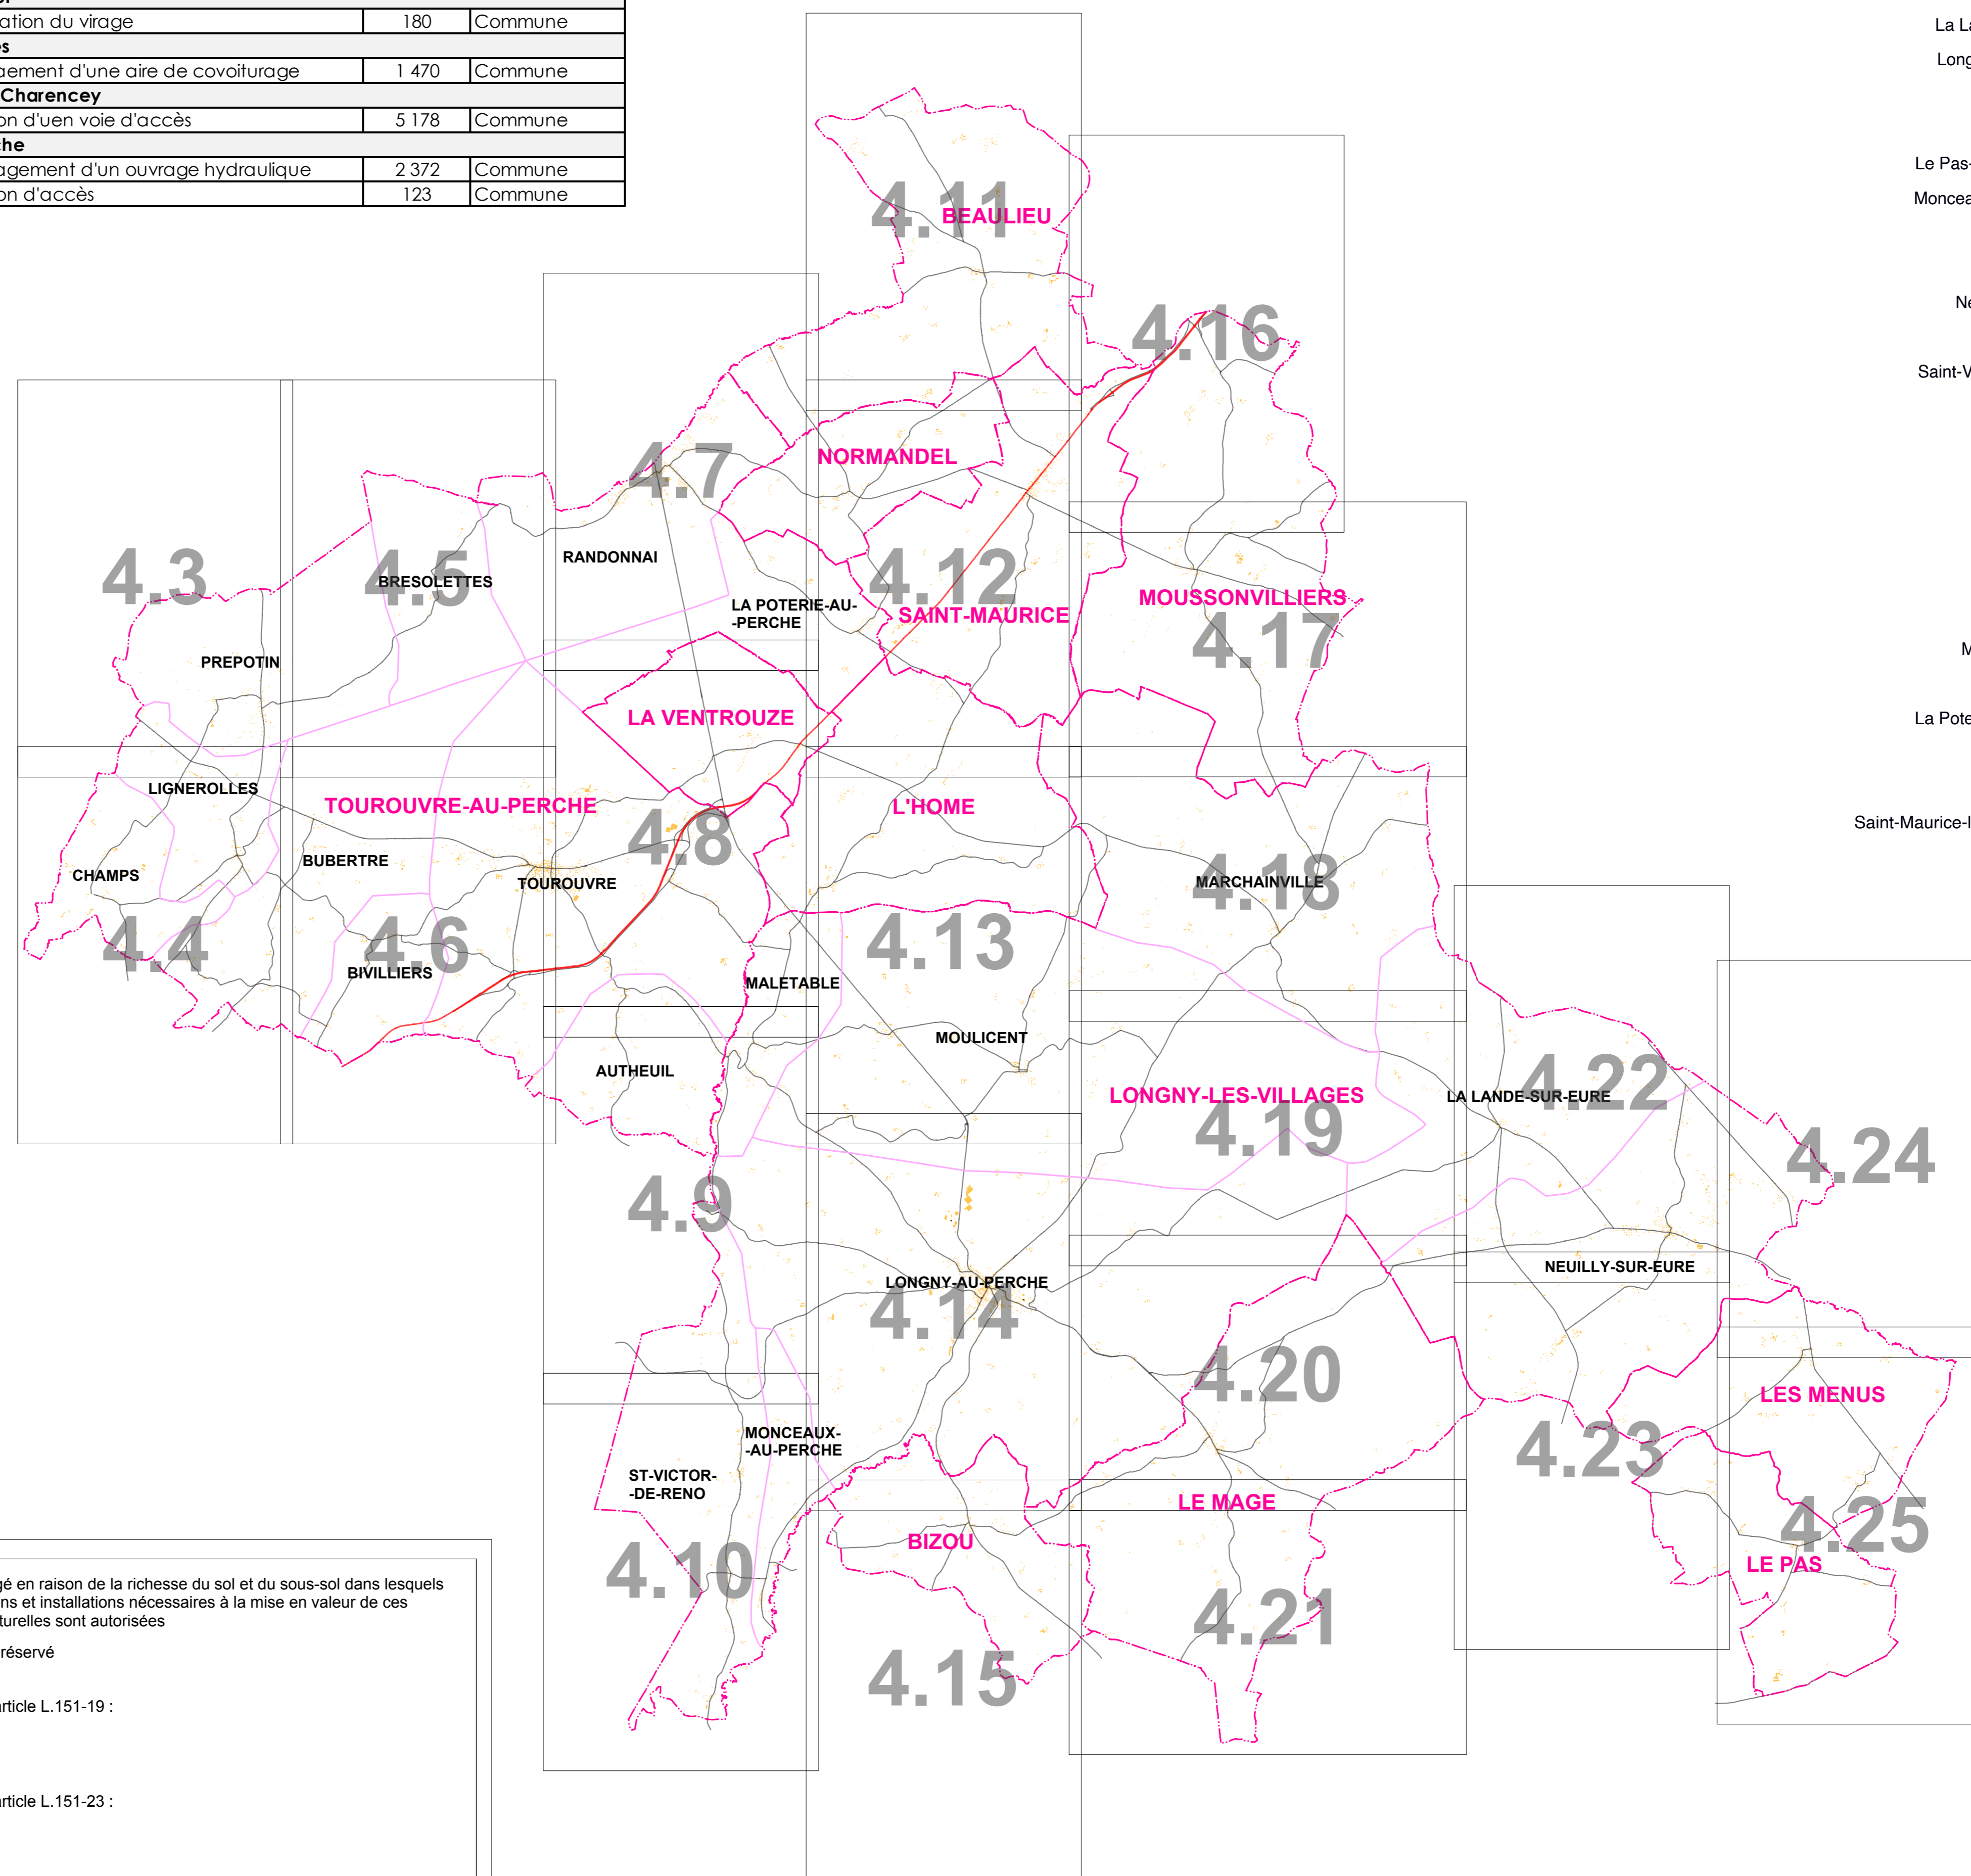 ation du virage 180 Commune
es
ement d'une aire de covoiturage 1 470 Commune
Charencey
on d'uen voie d'accès 5 178 Commune
che
agement d'un ouvrage hydraulique 2 372 Commune
on d'accès 123 Commune
La La
Long
Le Pas-
Moncea
Ne
Saint-V
M
La Pote
Saint-Maurice-l
4.11
BEAULIEU
4.16
4.7
NORMANDEL
4.3
4.5
BRESOLETTES
RANDONNAI
4.12
LA POTERIE-AU-
-PERCHE
SAINT-MAURICE
MOUSSONVILLIERS
4.17
PREPOTIN
LA VENTROUZE
LIGNEROLLES
TOUROUVRE-AU-PERCHE
L'HOME
4.8
BUBERTRE
CHAMPS
TOUROUVRE
MARCHAINVILLE
4.18
4.4
4.6
BIVILLIERS
4.13
MALETABLE
MOULICENT
AUTHEUIL
LONGNY-LES-VILLAGES
LA LANDE-SUR-EURE
4.22
4.19
4.24
4.9
NEUILLY-SUR-EURE
LONGNY-AU-PERCHE
4.14
4.20
LES MENUS
MONCEAUX-
-AU-PERCHE
4.23
ST-VICTOR-
-DE-RENO
LE MAGE
4.25
BIZOU
LE PAS
4.10
4.21
4.15
gé en raison de la richesse du sol et du sous-sol dans lesquels
ns et installations nécessaires à la mise en valeur de ces
turelles sont autorisées
réservé
article L.151-19 :
article L.151-23 :